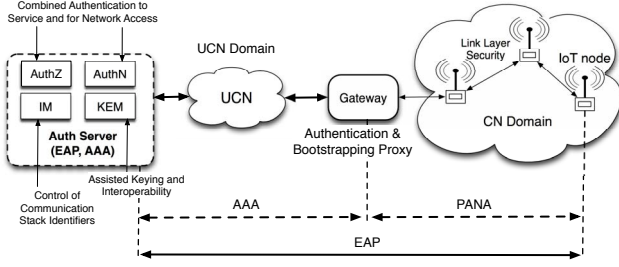 Combined Authentication to
Service and for Network Access
AuthZ
AuthN
IM
KEM
Auth Server
(EAP, AAA)
Control of
Communication
Stack Identifiers
Assisted Keying and
Interoperability
UCN Domain
UCN
Gateway
Authentication &
Bootstrapping Proxy
Link Layer
Security
IoT node
CN Domain
AAA
PANA
EAP